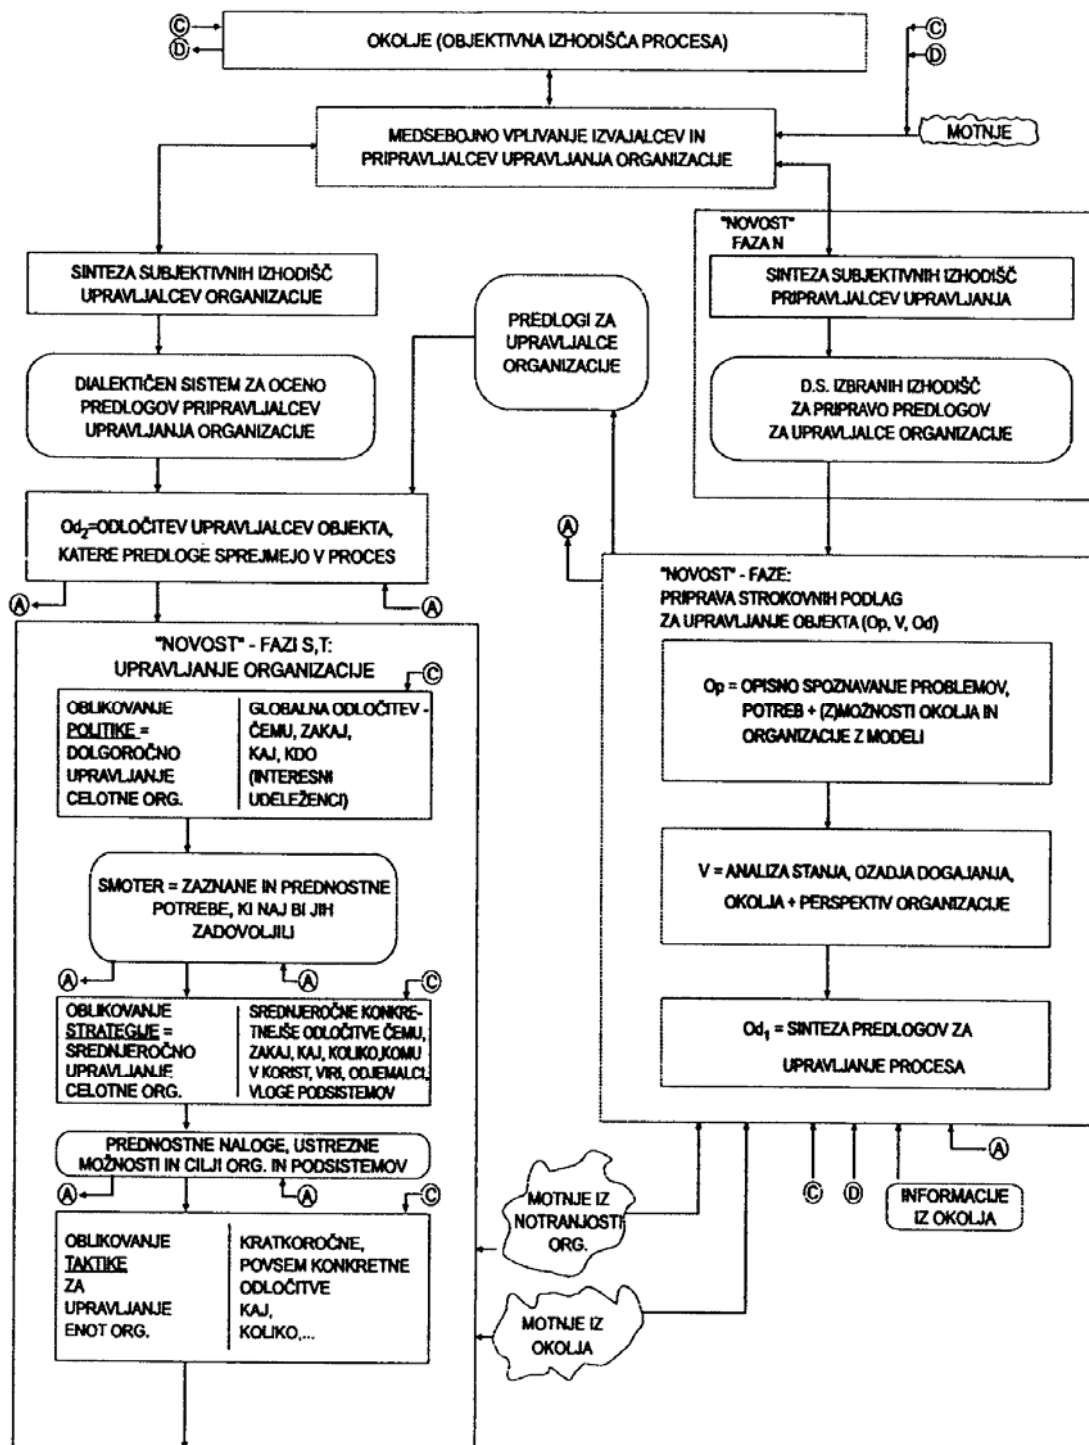 C
D
OKOLJE (OBJEKTIVNA IZHODIŠČA PROCESA)
C
D
MOTNJE
MEDSEBOJNO VPLIVANJE IZVAJALCEV IN
PRIPRAVLJALCEV UPRAVLJANJA ORGANIZACIJE
SINTEZA SUBJEKTIVNIH IZHODIŠČ
UPRAVLJALCEV ORGANIZACIJE
DIALEKTIČEN SISTEM ZA OCENO
PREDLOGOV PRIPRAVLJALCEV
UPRAVLJANJA ORGANIZACIJE
PREDLOGI ZA
UPRAVLJALCE
ORGANIZACIJE
"NOVOST"
FAZA N
SINTEZA SUBJEKTIVNIH IZHODIŠČ
PRIPRAVLJALCEV UPRAVLJANJA
D.S. IZBRANIH IZHODIŠČ
ZA PRIPRAVO PREDLOGOV
ZA UPRAVLJALCE ORGANIZACIJE
Od₂=ODLOČITEV UPRAVLJALCEV OBJEKTA,
KATERE PREDLOGE SPREJMEJO V PROCES
A
A
A
"NOVOST" - FAZI S,T:
UPRAVLJANJE ORGANIZACIJE
C
OBLIKOVANJE
POLITIKE =
DOLGOROČNO
UPRAVLJANJE
CELOTNE ORG.
GLOBALNA ODLOČITEV -
ČEMU, ZAKAJ,
KAJ, KDO
(INTERESNI
UDELEŽENCI)
SMOTER = ZAZNANE IN PREDNOSTNE
POTREBE, KI NAJ BI JIH
ZADOVOLJILI
A
A
C
OBLIKOVANJE
STRATEGIJE =
SREDNJEROČNO
UPRAVLJANJE
CELOTNE ORG.
SREDNJEROČNE KONKRE-
TNEJŠE ODLOČITVE ČEMU,
ZAKAJ, KAJ, KOLIKO,KOMU
V KORIST, VIRI, ODJEMALCI,
VLOGE PODSISTEMOV
PREDNOSTNE NALOGE, USTREZNE
MOŽNOSTI IN CILJI ORG. IN PODSISTEMOV
A
A
C
OBLIKOVANJE
TAKTIKE
ZA
UPRAVLJANJE
ENOT ORG.
KRATKOROČNE,
POVSEM KONKRETNE
ODLOČITVE
KAJ,
KOLIKO,...
"NOVOST" - FAZE:
PRIPRAVA STROKOVNIH PODLAG
ZA UPRAVLJANJE OBJEKTA (Op, V, Od)
Op = OPISNO SPOZNAVANJE PROBLEMOV,
POTREB + (Z)MOŽNOSTI OKOLJA IN
ORGANIZACIJE Z MODELI
V = ANALIZA STANJA, OZADJA DOGAJANJA,
OKOLJA + PERSPEKTIV ORGANIZACIJE
Od₁ = SINTEZA PREDLOGOV ZA
UPRAVLJANJE PROCESA
MOTNJE IZ
NOTRANJOSTI
ORG.
MOTNJE IZ
OKOLJA
C
D
A
INFORMACIJE
IZ OKOLJA